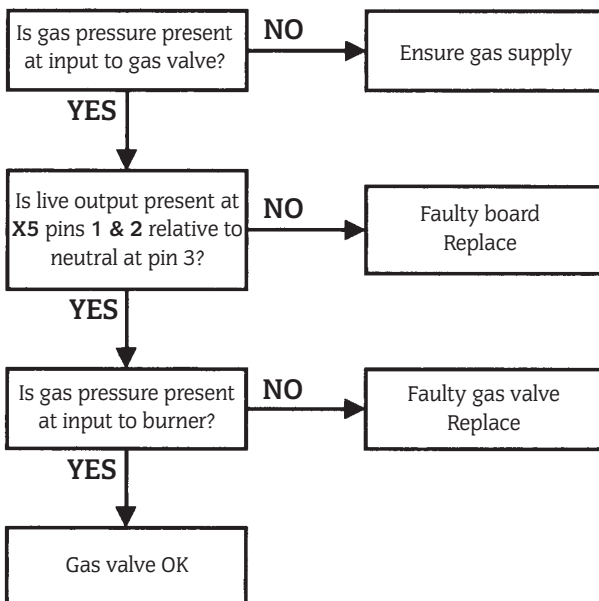 Is gas pressure present
at input to gas valve?
NO
Ensure gas supply
YES
Is live output present at
X5 pins 1 & 2 relative to
neutral at pin 3?
NO
Faulty board
Replace
YES
Is gas pressure present
at input to burner?
NO
Faulty gas valve
Replace
YES
Gas valve OK